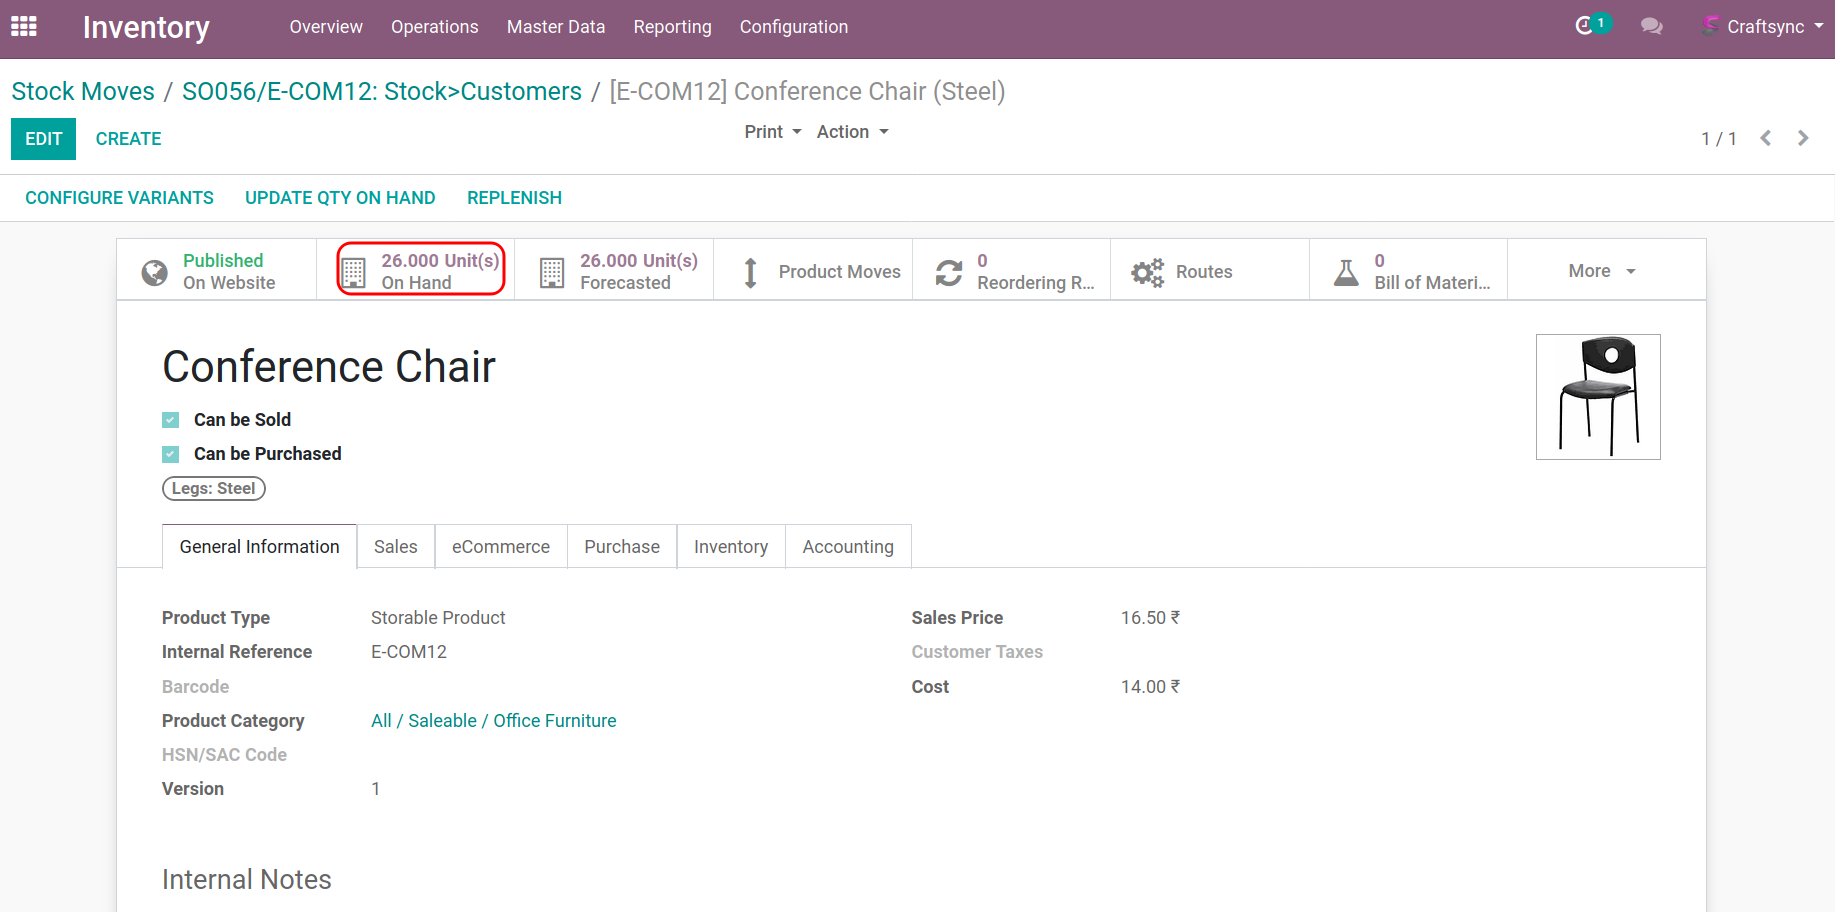 Inventory Overview Operations Master Data Reporting Configuration 1 Craftsync
Stock Moves / SO056/E-COM12: Stock>Customers / [E-COM12] Conference Chair (Steel)
EDIT CREATE Print Action 1 / 1
CONFIGURE VARIANTS UPDATE QTY ON HAND REPLENISH
Published
On Website
26.000 Unit(s)
On Hand
26.000 Unit(s)
Forecasted
Product Moves
0
Reordering R...
Routes
0
Bill of Materi...
More
Conference Chair
Can be Sold
Can be Purchased
Legs: Steel
General Information Sales eCommerce Purchase Inventory Accounting
Product Type Storable Product
Internal Reference E-COM12
Barcode
Product Category All / Saleable / Office Furniture
HSN/SAC Code
Version 1
Sales Price 16.50 ₹
Customer Taxes
Cost 14.00 ₹
Internal Notes